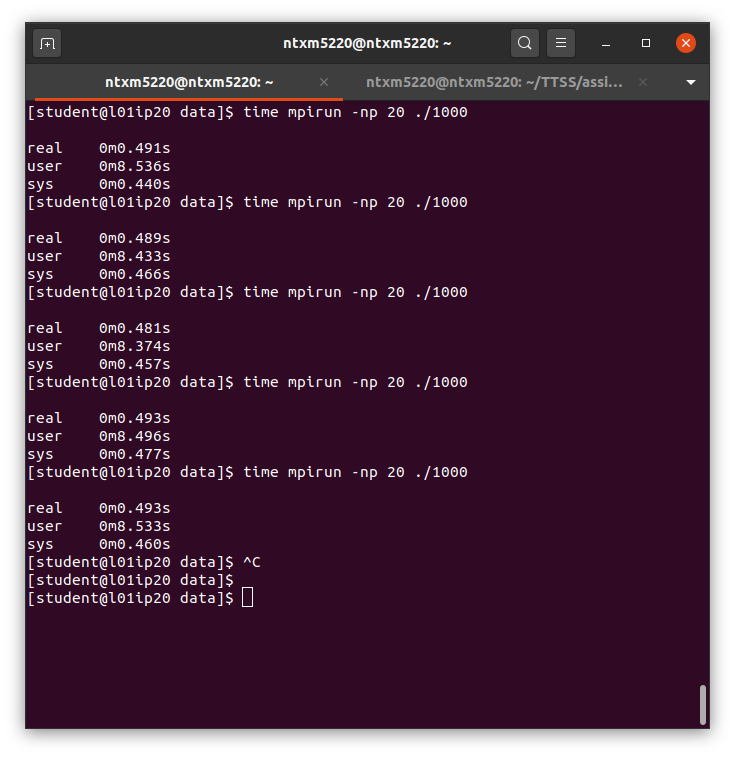 ntxm5220@ntxm5220: ~
ntxm5220@ntxm5220: ~
ntxm5220@ntxm5220: ~/TTSS/assi...
[student@l01ip20 data]$ time mpirun -np 20 ./1000
real 0m0.491s
user 0m8.536s
sys 0m0.440s
[student@l01ip20 data]$ time mpirun -np 20 ./1000
real 0m0.489s
user 0m8.433s
sys 0m0.466s
[student@l01ip20 data]$ time mpirun -np 20 ./1000
real 0m0.481s
user 0m8.374s
sys 0m0.457s
[student@l01ip20 data]$ time mpirun -np 20 ./1000
real 0m0.493s
user 0m8.496s
sys 0m0.477s
[student@l01ip20 data]$ time mpirun -np 20 ./1000
real 0m0.493s
user 0m8.533s
sys 0m0.460s
[student@l01ip20 data]$ ^C
[student@l01ip20 data]$
[student@l01ip20 data]$